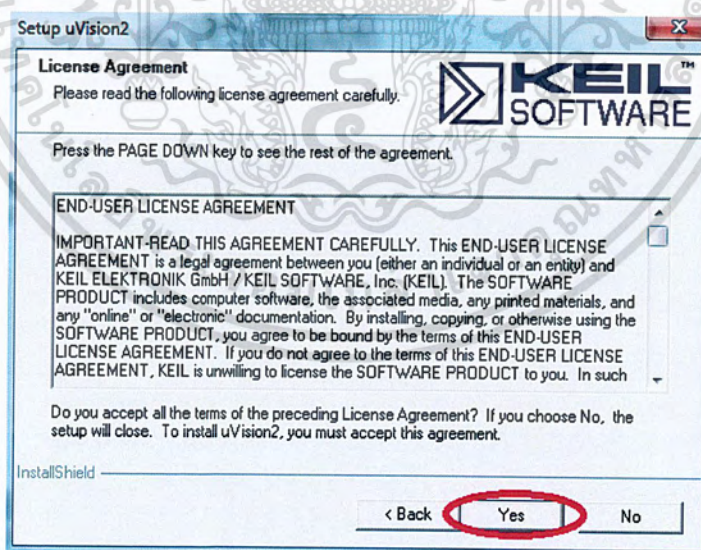 Setup uVision2
License Agreement
Please read the following license agreement carefully.
KEIL™
SOFTWARE
Press the PAGE DOWN key to see the rest of the agreement.
END-USER LICENSE AGREEMENT
IMPORTANT-READ THIS AGREEMENT CAREFULLY. This END-USER LICENSE
AGREEMENT is a legal agreement between you (either an individual or an entity) and
KEIL ELEKTRONIK GmbH / KEIL SOFTWARE, Inc. (KEIL). The SOFTWARE
PRODUCT includes computer software, the associated media, any printed materials, and
any "online" or "electronic" documentation. By installing, copying, or otherwise using the
SOFTWARE PRODUCT, you agree to be bound by the terms of this END-USER
LICENSE AGREEMENT. If you do not agree to the terms of this END-USER LICENSE
AGREEMENT, KEIL is unwilling to license the SOFTWARE PRODUCT to you. In such
Do you accept all the terms of the preceding License Agreement? If you choose No, the
setup will close. To install uVision2, you must accept this agreement.
InstallShield
< Back
Yes
No